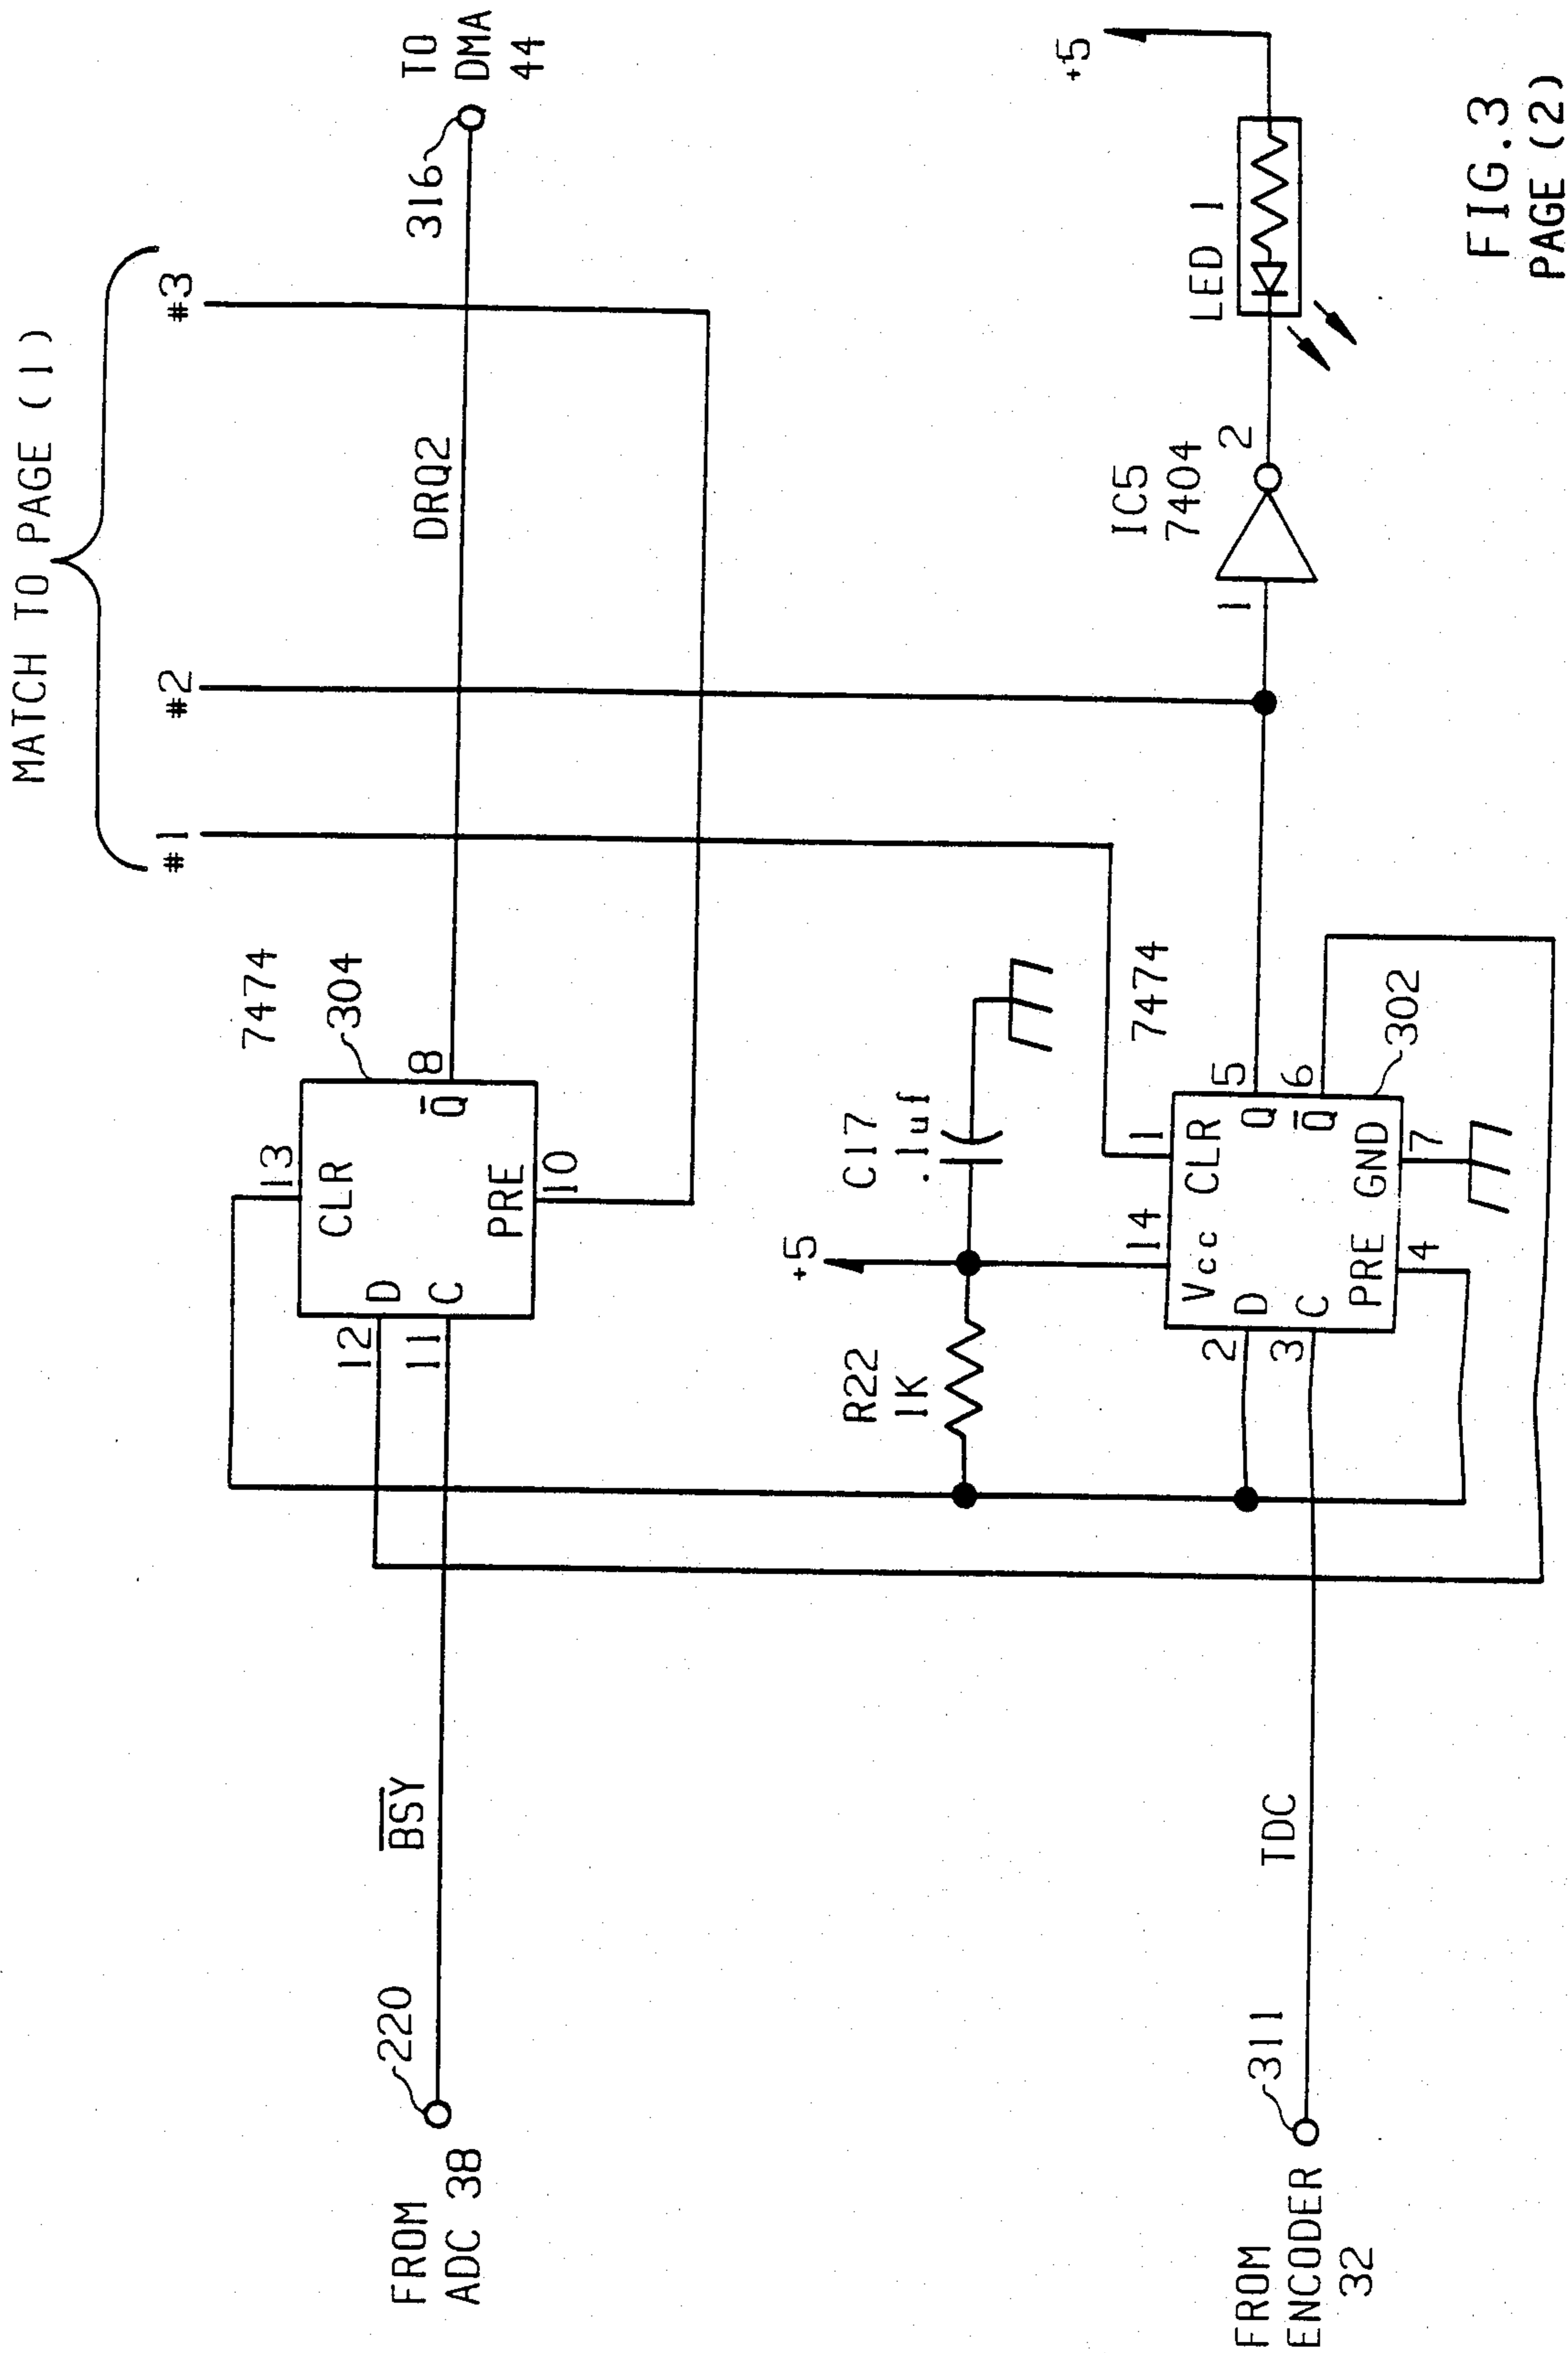 MATCH TO PAGE (1)
#1
#2
#3
7474
304
13
CLR
12
D
8
Q̅
11
C
PRE
10
DRQ2
316
TO
DMA
44
FROM
ADC 38
220
B̅S̅Y̅
+5
R22
1K
C17
.1uf
14
Vcc
1
CLR
7474
2
D
5
Q
3
C
6
Q̅
PRE
4
GND
7
302
FROM
ENCODER
32
311
TDC
IC5
7404
1
2
LED 1
+5
FIG.3
PAGE (2)